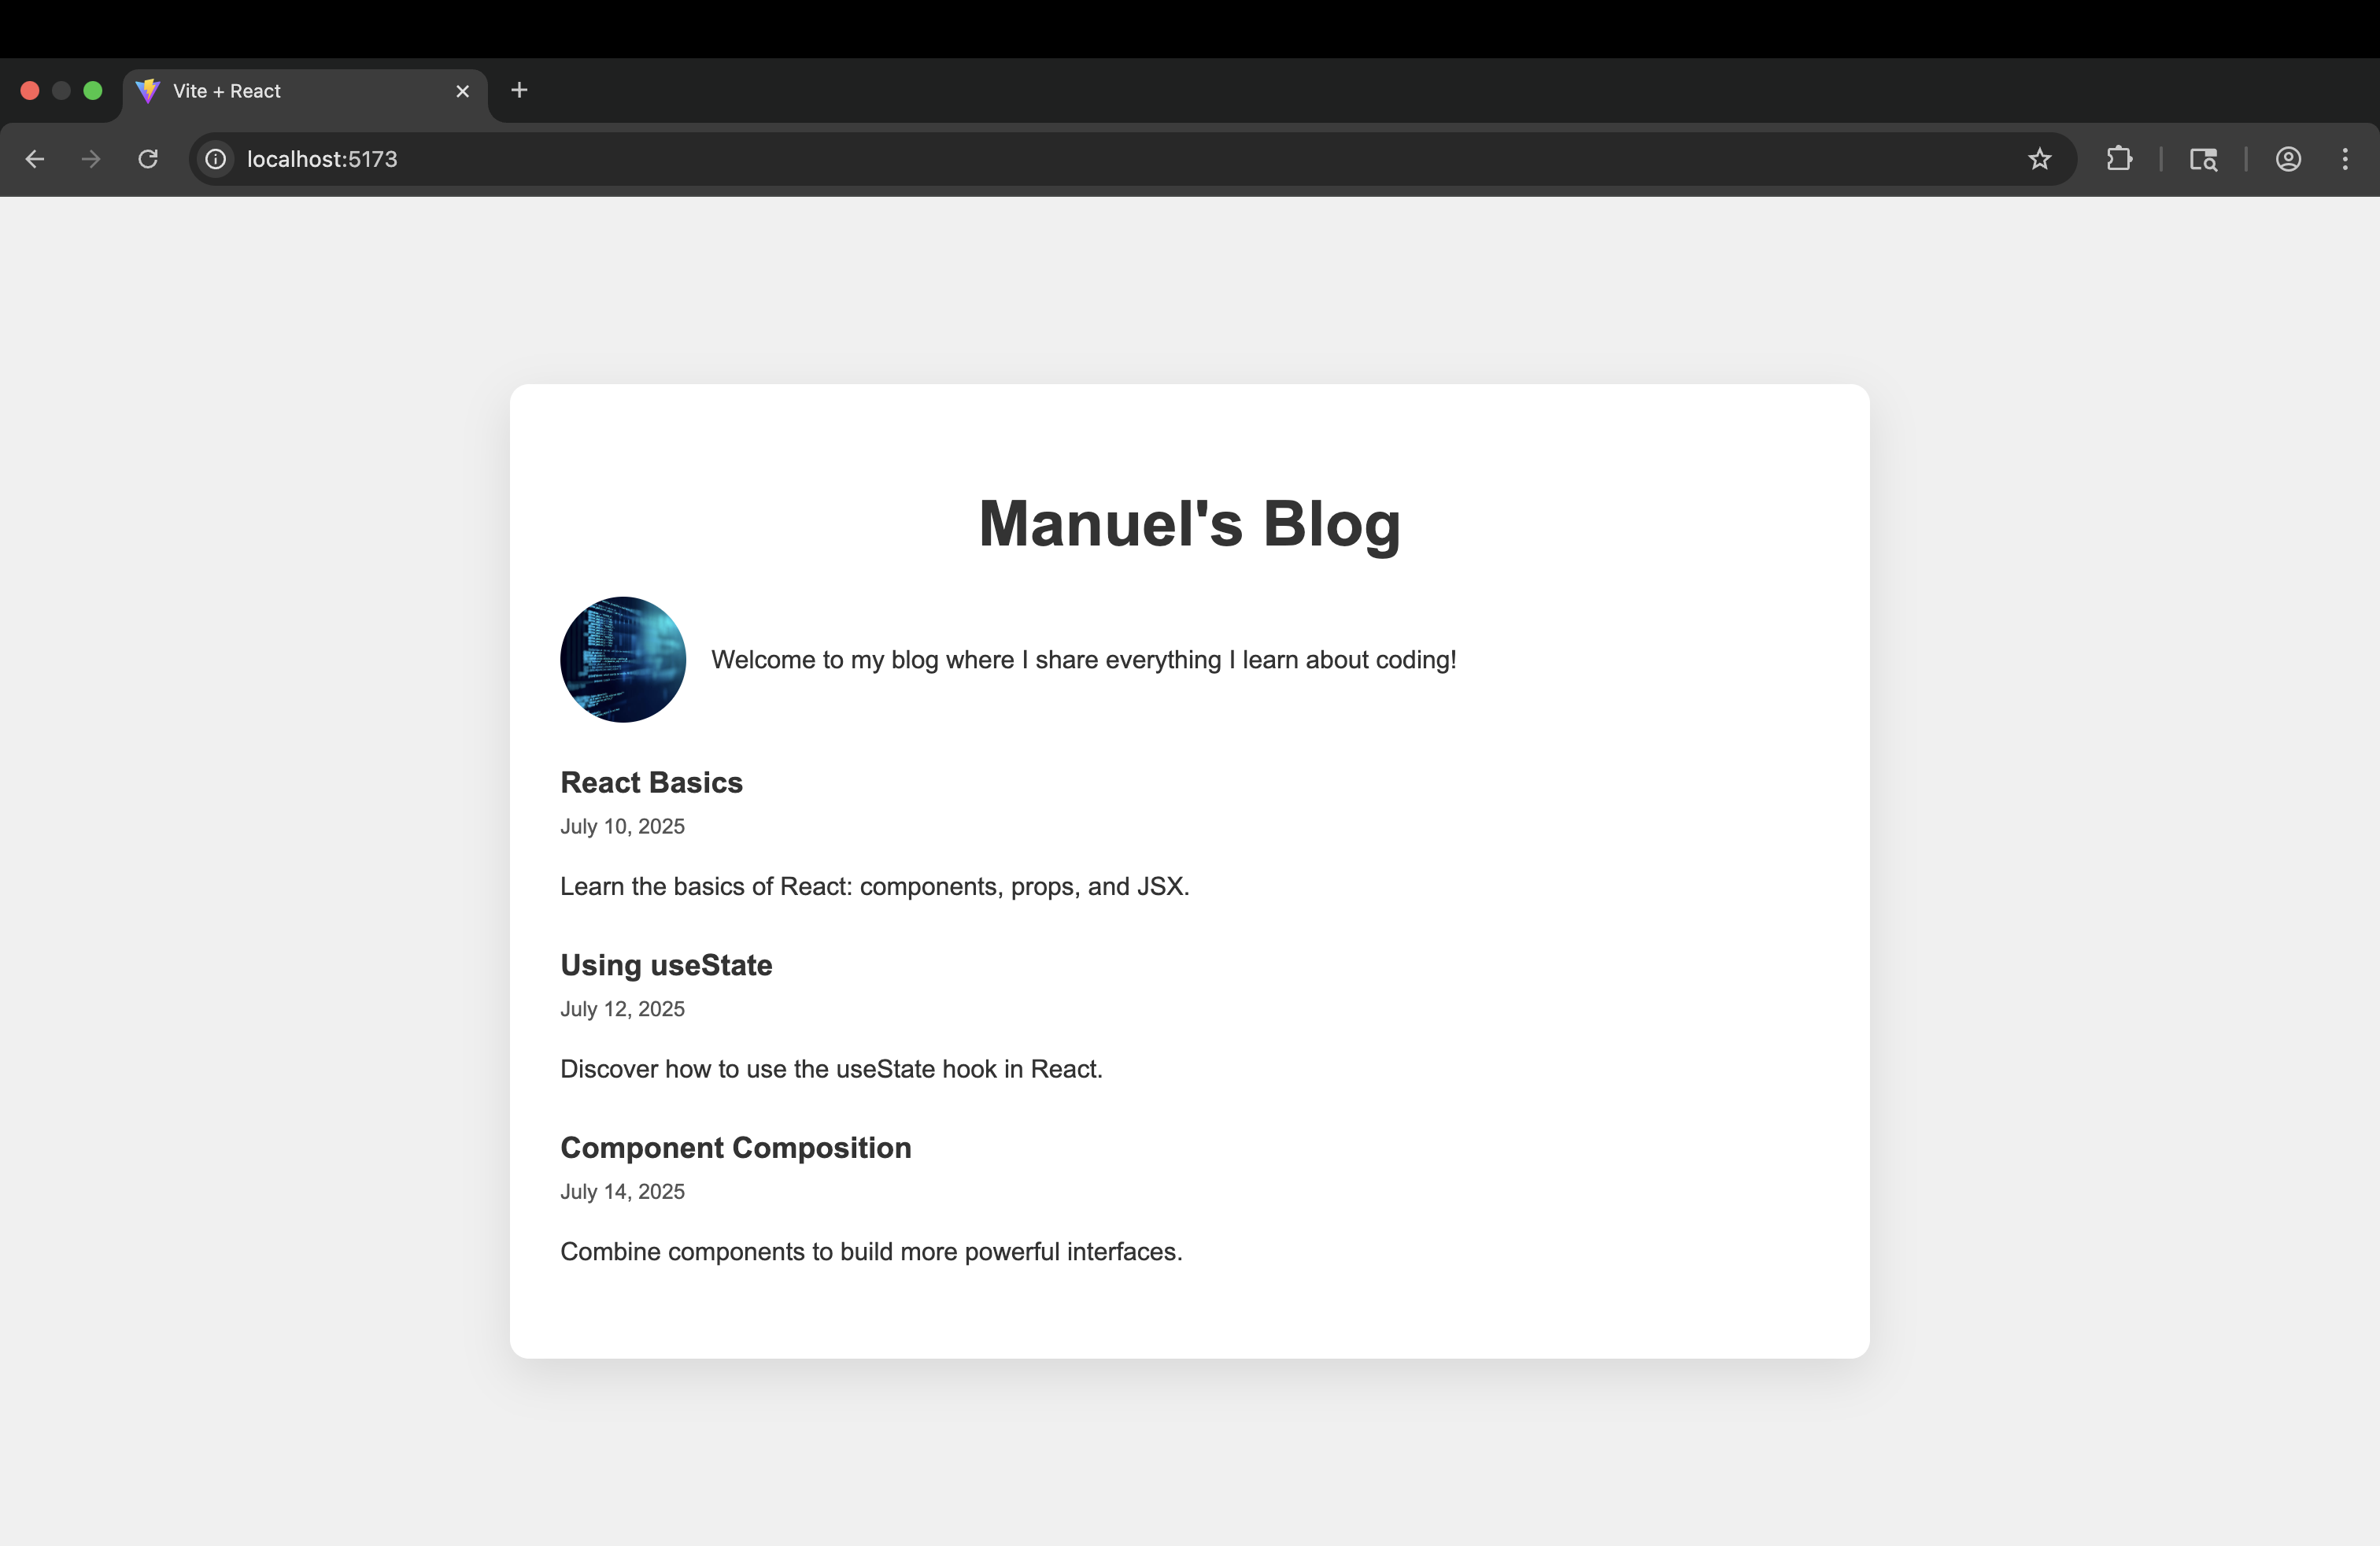 Vite + React
localhost:5173
Manuel's Blog
Welcome to my blog where I share everything I learn about coding!
React Basics
July 10, 2025
Learn the basics of React: components, props, and JSX.
Using useState
July 12, 2025
Discover how to use the useState hook in React.
Component Composition
July 14, 2025
Combine components to build more powerful interfaces.